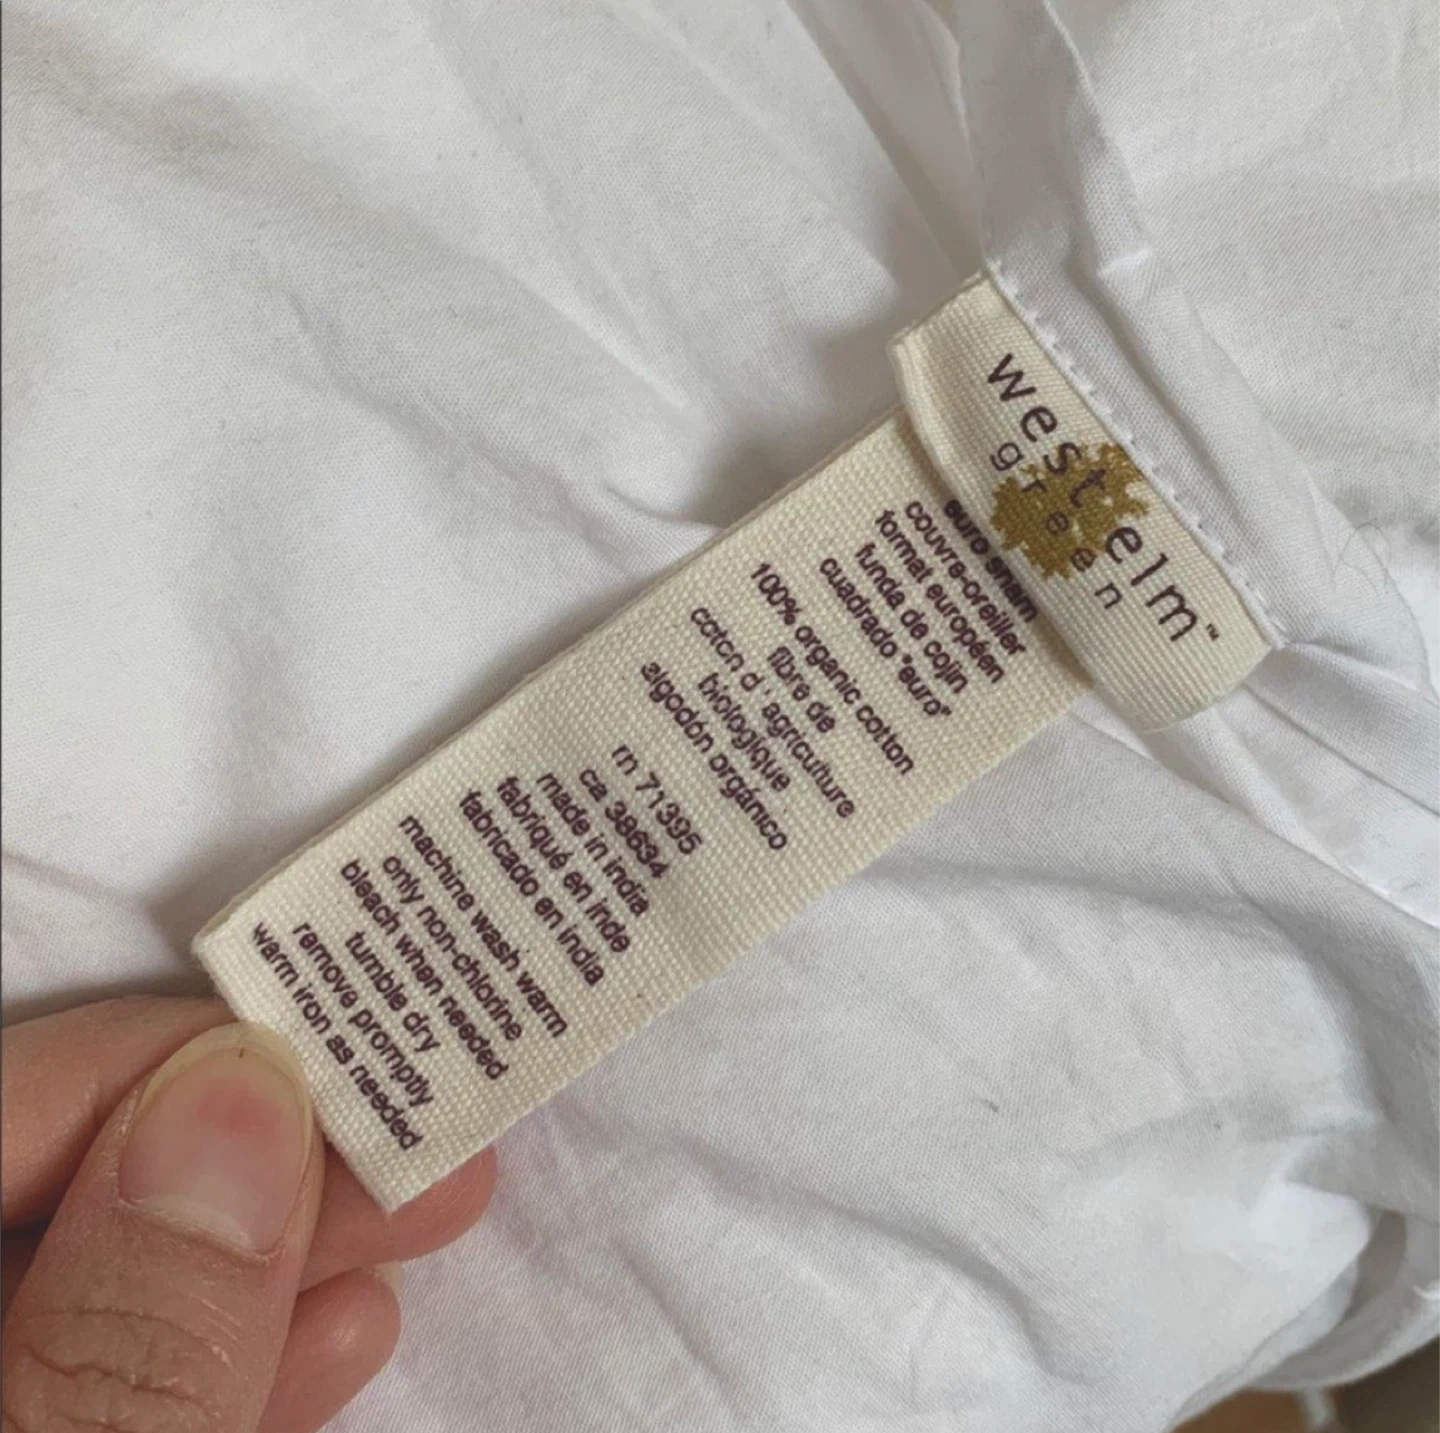 west elm™
green
euro sham
couvre-oreiller
format européen
funda de cojin
cuadrado "euro"
100% organic cotton
fibre de
coton d ' agriculture
biologique
algodón orgánico
rn 71395
ca 38634
made in india
fabriqué en inde
fabricado en india
machine wash warm
only non-chlorine
bleach when needed
tumble dry
remove promptly
warm iron as needed